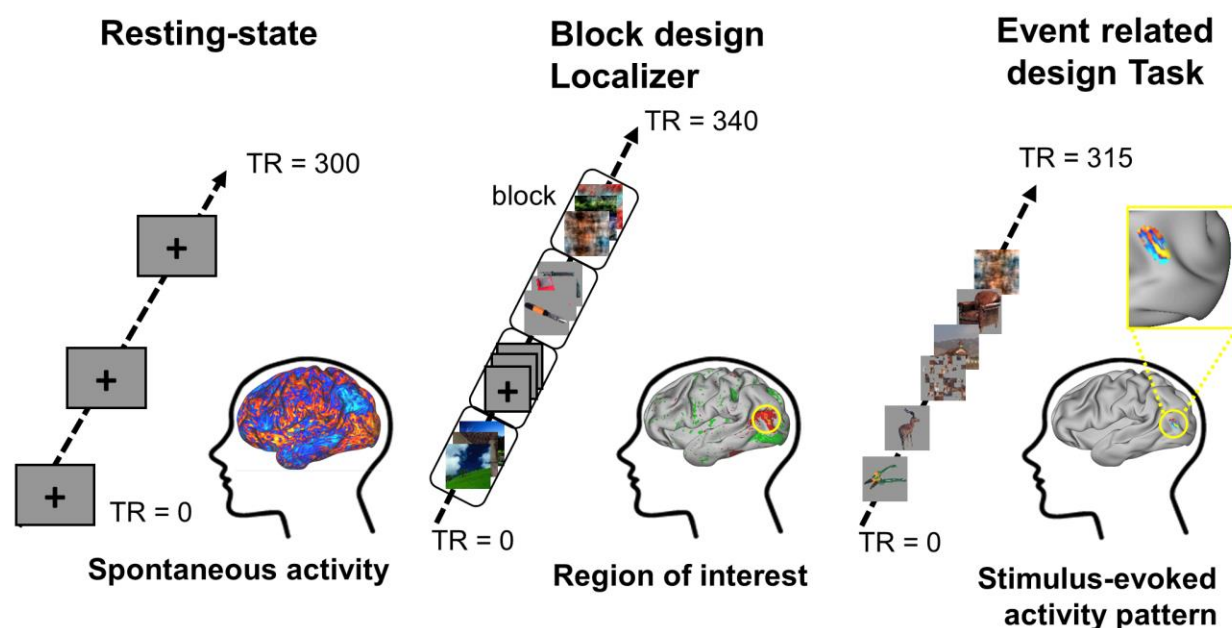 Resting-state
TR = 300
TR = 0
Spontaneous activity
Block design
Localizer
TR = 340
block
TR = 0
Region of interest
Event related
design Task
TR = 315
TR = 0
Stimulus-evoked
activity pattern